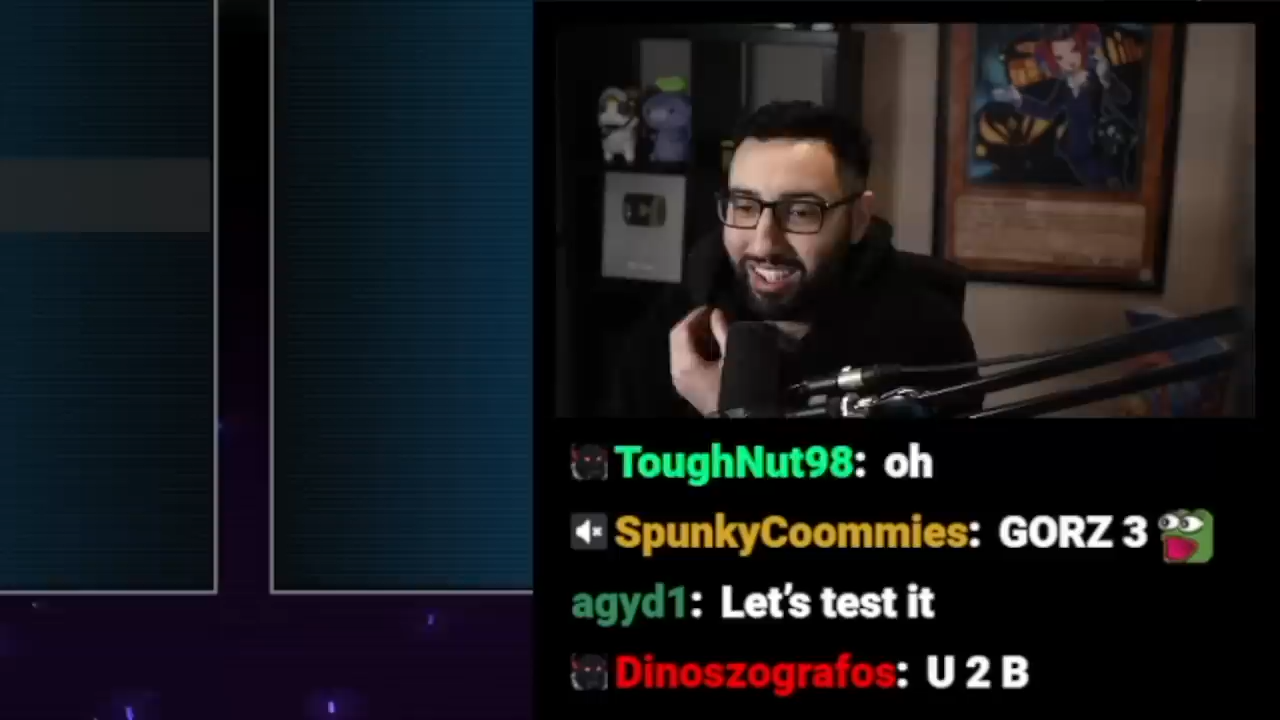 ToughNut98: oh
SpunkyCoommies: GORZ 3
agyd1: Let's test it
Dinoszografos: U 2 B